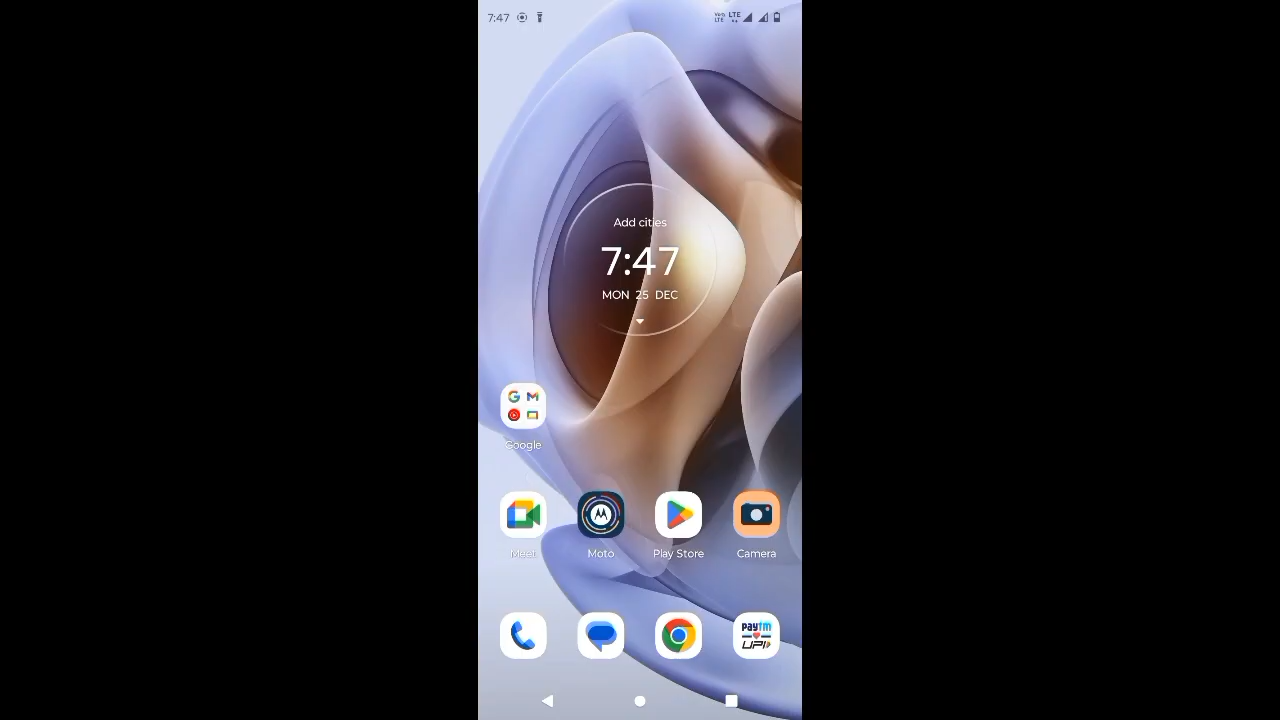 7:47
LTE
Add cities
7:47
MON 25 DEC
Google
Meet
Moto
Play Store
Camera
paytm
UPI